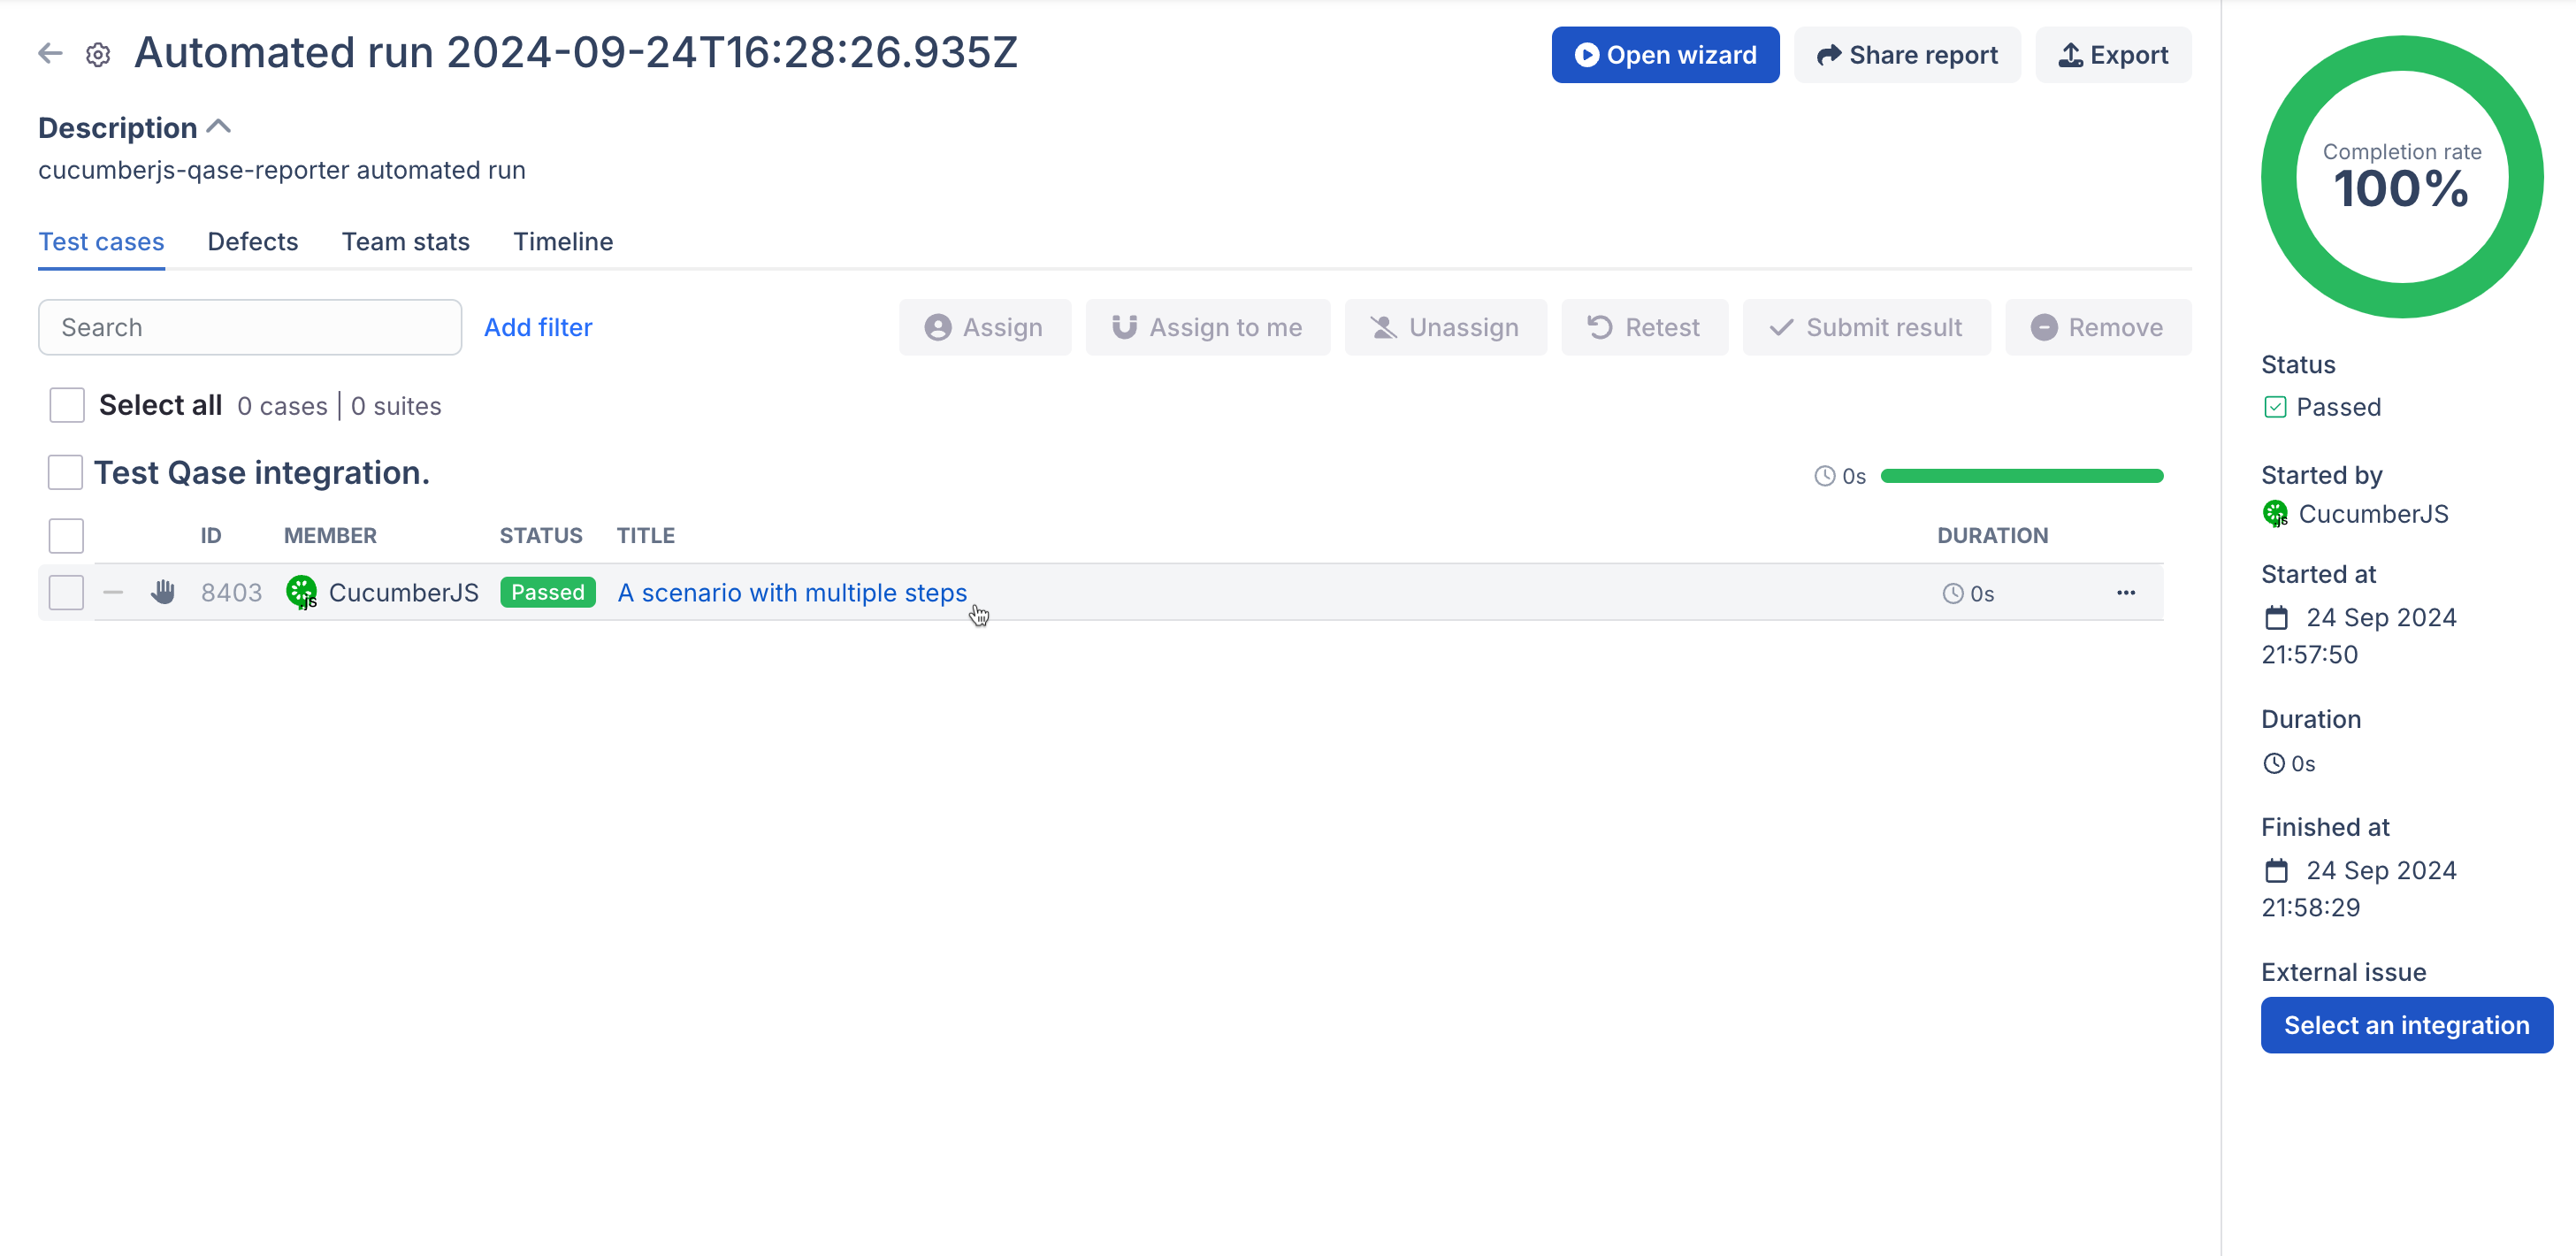 Automated run 2024-09-24T16:28:26.935Z
Open wizard
Share report
Export
Description
cucumberjs-qase-reporter automated run
Test cases
Defects
Team stats
Timeline
Search
Add filter
Assign
Assign to me
Unassign
Retest
Submit result
Remove
Select all 0 cases | 0 suites
Test Qase integration.
0s
ID MEMBER STATUS TITLE DURATION
8403 JS CucumberJS Passed A scenario with multiple steps 0s
Completion rate
100%
Status
Passed
Started by
JS CucumberJS
Started at
24 Sep 2024
21:57:50
Duration
0s
Finished at
24 Sep 2024
21:58:29
External issue
Select an integration